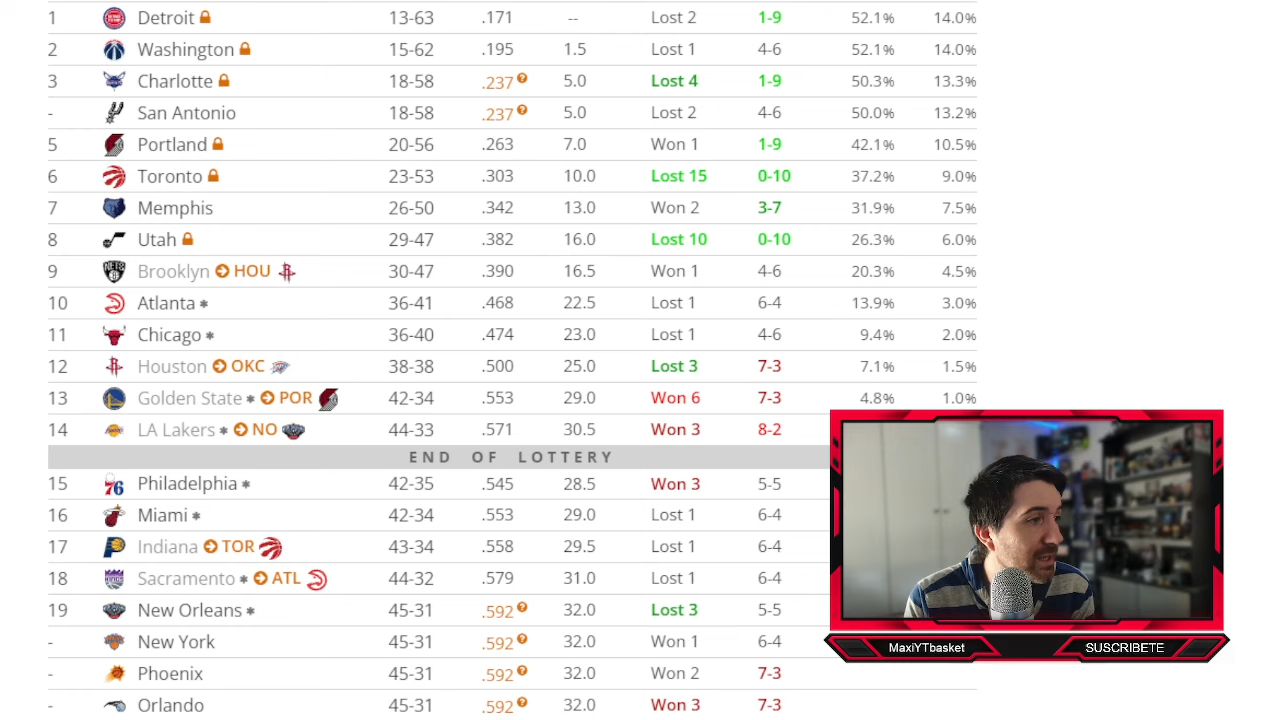 1 Detroit 13-63 .171 -- Lost 2 1-9 52.1% 14.0%
2 Washington 15-62 .195 1.5 Lost 1 4-6 52.1% 14.0%
3 Charlotte 18-58 .237 ? 5.0 Lost 4 1-9 50.3% 13.3%
- San Antonio 18-58 .237 ? 5.0 Lost 2 4-6 50.0% 13.2%
5 Portland 20-56 .263 7.0 Won 1 1-9 42.1% 10.5%
6 Toronto 23-53 .303 10.0 Lost 15 0-10 37.2% 9.0%
7 Memphis 26-50 .342 13.0 Won 2 3-7 31.9% 7.5%
8 Utah 29-47 .382 16.0 Lost 10 0-10 26.3% 6.0%
9 Brooklyn HOU 30-47 .390 16.5 Won 1 4-6 20.3% 4.5%
10 Atlanta * 36-41 .468 22.5 Lost 1 6-4 13.9% 3.0%
11 Chicago * 36-40 .474 23.0 Lost 1 4-6 9.4% 2.0%
12 Houston OKC 38-38 .500 25.0 Lost 3 7-3 7.1% 1.5%
13 Golden State * POR 42-34 .553 29.0 Won 6 7-3 4.8% 1.0%
14 LA Lakers * NO 44-33 .571 30.5 Won 3 8-2
END OF LOTTERY
15 Philadelphia * 42-35 .545 28.5 Won 3 5-5
16 Miami * 42-34 .553 29.0 Lost 1 6-4
17 Indiana TOR 43-34 .558 29.5 Lost 1 6-4
18 Sacramento * ATL 44-32 .579 31.0 Lost 1 6-4
19 New Orleans * 45-31 .592 ? 32.0 Lost 3 5-5
- New York 45-31 .592 ? 32.0 Won 1 6-4
- Phoenix 45-31 .592 ? 32.0 Won 2 7-3
- Orlando 45-31 .592 ? 32.0 Won 3 7-3
MaxiYTbasket SUSCRIBETE